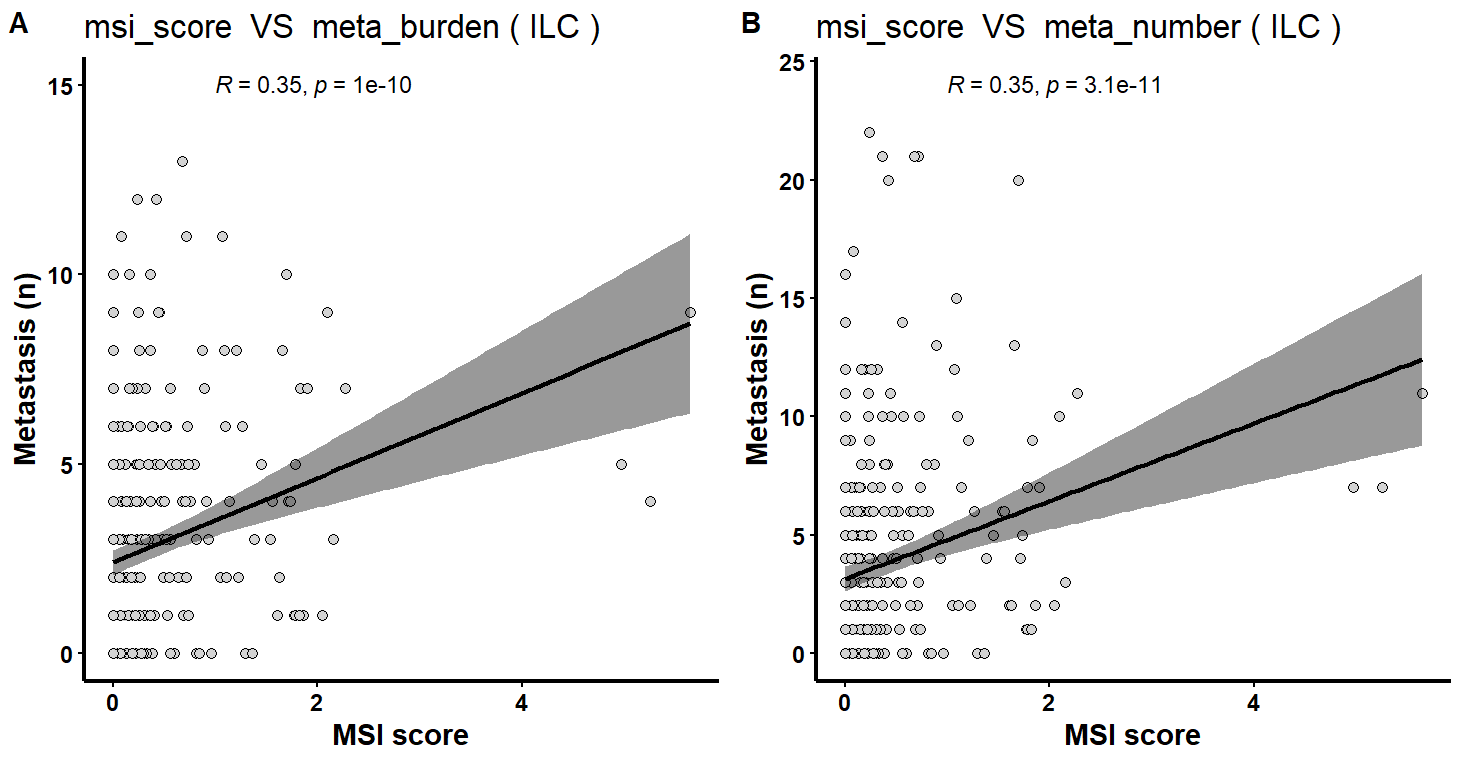 A
msi_score VS meta_burden ( ILC )
R = 0.35, p = 1e-10
15
10
5
0
Metastasis (n)
0 2 4
MSI score
B
msi_score VS meta_number ( ILC )
R = 0.35, p = 3.1e-11
25
20
15
10
5
0
Metastasis (n)
0 2 4
MSI score